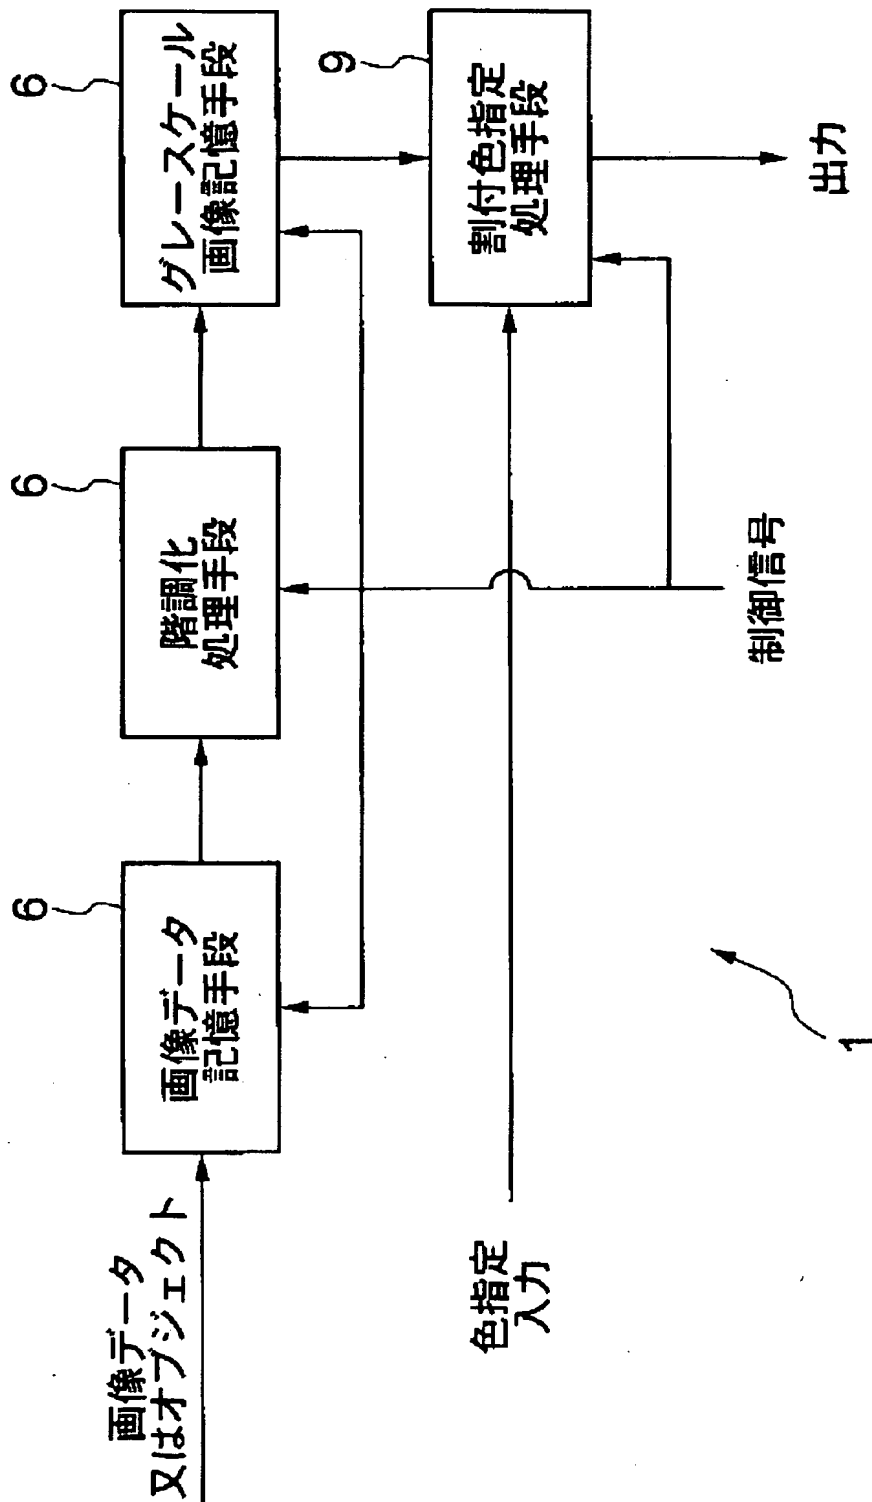 画像データ
又はオブジェクト
6
画像データ
記憶手段
6
階調化
処理手段
6
グレースケール
画像記憶手段
9
割付色指定
処理手段
色指定
入力
制御信号
出力
1